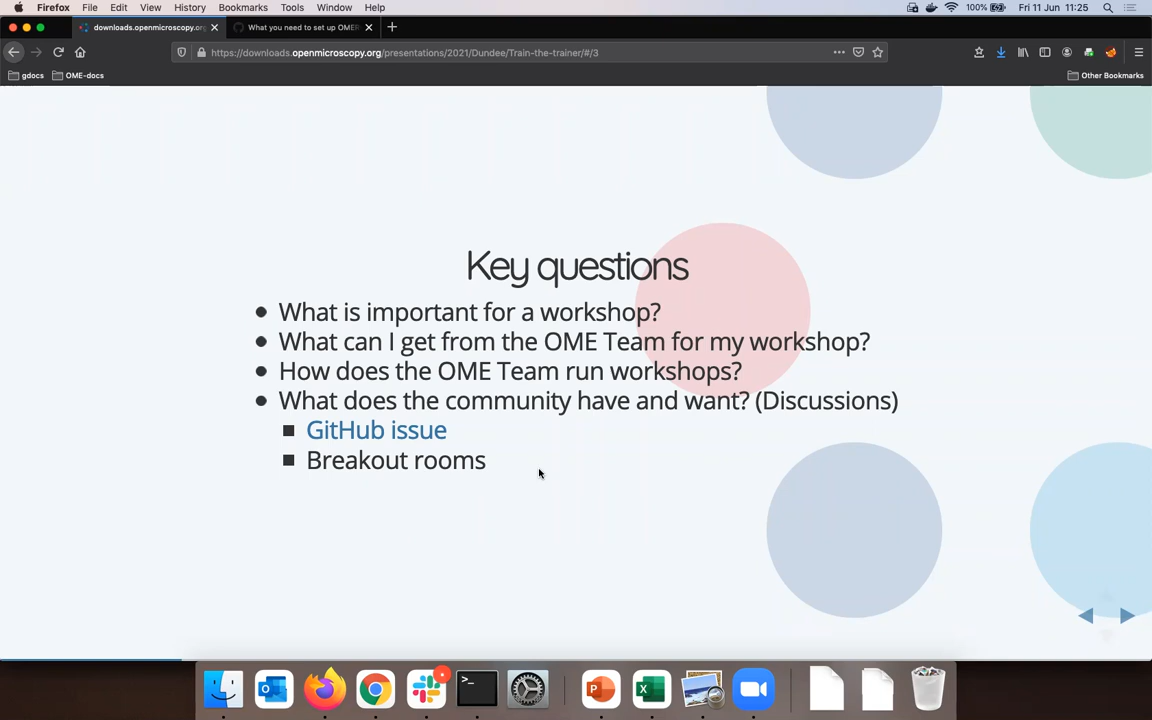 Firefox File Edit View History Bookmarks Tools Window Help 100% Fri 11 Jun 11:25
downloads.openmicroscopy.org What you need to set up OMER
https://downloads.openmicroscopy.org/presentations/2021/Dundee/Train-the-trainer/#/3
gdocs OME-docs Other Bookmarks
Key questions
What is important for a workshop?
What can I get from the OME Team for my workshop?
How does the OME Team run workshops?
What does the community have and want? (Discussions)
GitHub issue
Breakout rooms